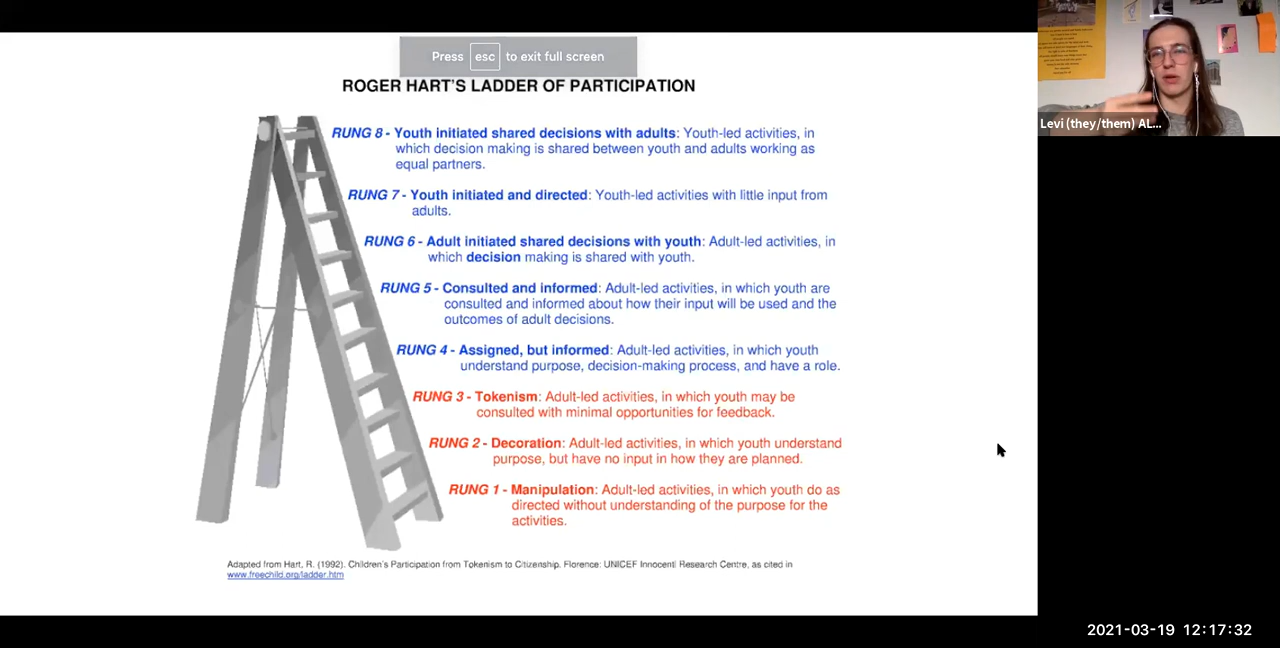 Press esc to exit full screen
ROGER HART'S LADDER OF PARTICIPATION
RUNG 8 - Youth initiated shared decisions with adults: Youth-led activities, in
which decision making is shared between youth and adults working as
equal partners.
RUNG 7 - Youth initiated and directed: Youth-led activities with little input from
adults.
RUNG 6 - Adult initiated shared decisions with youth: Adult-led activities, in
which decision making is shared with youth.
RUNG 5 - Consulted and informed: Adult-led activities, in which youth are
consulted and informed about how their input will be used and the
outcomes of adult decisions.
RUNG 4 - Assigned, but informed: Adult-led activities, in which youth
understand purpose, decision-making process, and have a role.
RUNG 3 - Tokenism: Adult-led activities, in which youth may be
consulted with minimal opportunities for feedback.
RUNG 2 - Decoration: Adult-led activities, in which youth understand
purpose, but have no input in how they are planned.
RUNG 1 - Manipulation: Adult-led activities, in which youth do as
directed without understanding of the purpose for the
activities.
Adapted from Hart, R. (1992). Children's Participation from Tokenism to Citizenship. Florence: UNICEF Innocenti Research Centre, as cited in
www.freechild.org/ladder.htm
Levi (they/them) AL...
2021-03-19 12:17:32